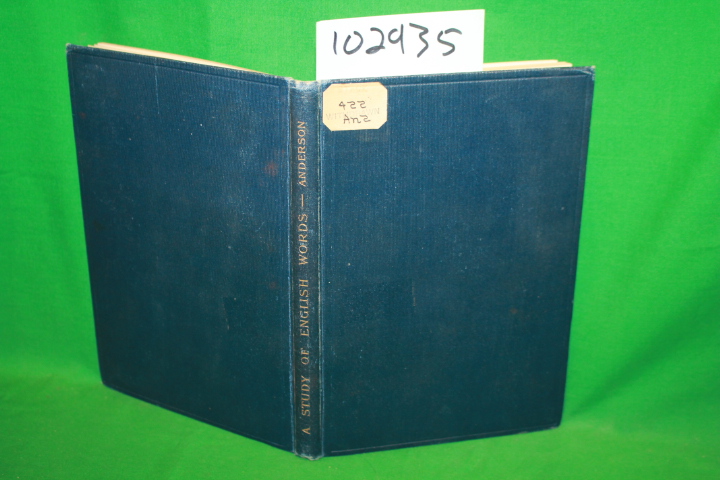 102935
422
An2
A STUDY OF ENGLISH WORDS — ANDERSON